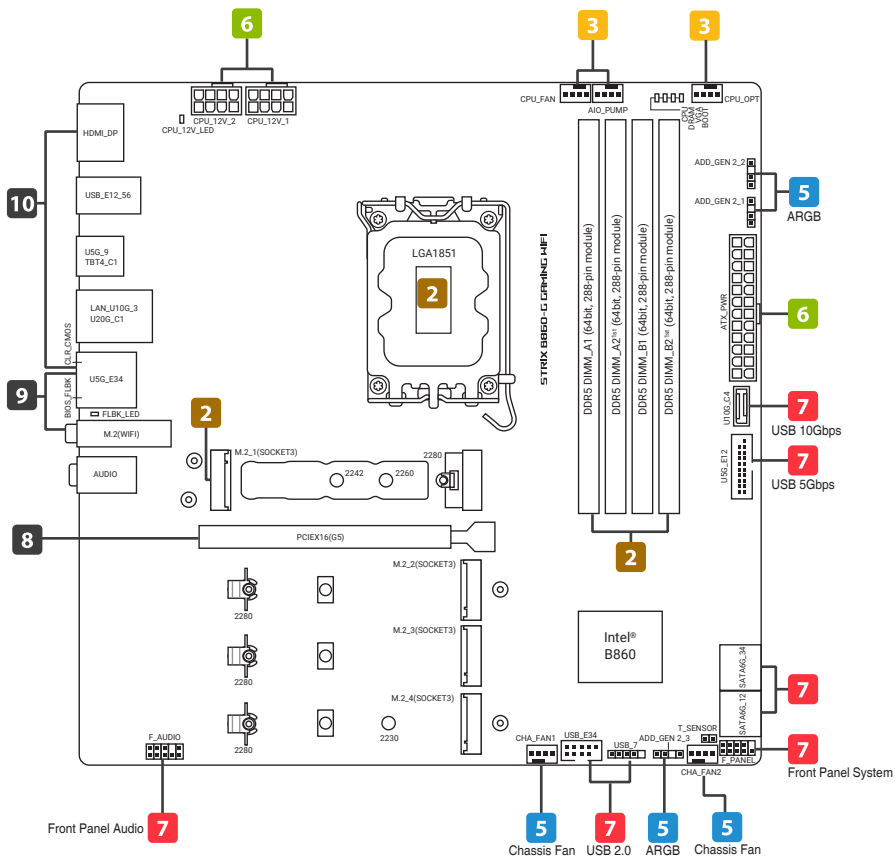 6
3
3
CPU_12V_2
CPU_12V_1
CPU_12V_LED
CPU_FAN
AIO_PUMP
CPU_OPT
CPU
DRAM
VGA
BOOT
HDMI_DP
10
USB_E12_56
U5G_9
TBT4_C1
LAN_U10G_3
U20G_C1
CLR_CMOS
U5G_E34
BIOS_FLBK
FLBK_LED
9
M.2(WIFI)
AUDIO
LGA1851
2
STRIX B860-G GAMING WIFI
DDR5 DIMM_A1 (64bit, 288-pin module)
DDR5 DIMM_A2¹ˢᵗ (64bit, 288-pin module)
DDR5 DIMM_B1 (64bit, 288-pin module)
DDR5 DIMM_B2¹ˢᵗ (64bit, 288-pin module)
2
ADD_GEN 2_2
ADD_GEN 2_1
5
ARGB
ATX_PWR
6
U10G_C4
7
USB 10Gbps
U5G_E12
7
USB 5Gbps
2
M.2_1(SOCKET3)
2280
2242
2260
8
PCIEX16(G5)
M.2_2(SOCKET3)
2280
M.2_3(SOCKET3)
2280
M.2_4(SOCKET3)
2280
2230
Intel®
B860
SATA6G_34
SATA6G_12
7
T_SENSOR
F_AUDIO
CHA_FAN1
USB_E34
USB_7
ADD_GEN 2_3
CHA_FAN2
F_PANEL
7
Front Panel System
Front Panel Audio
7
5
Chassis Fan
7
USB 2.0
5
ARGB
5
Chassis Fan